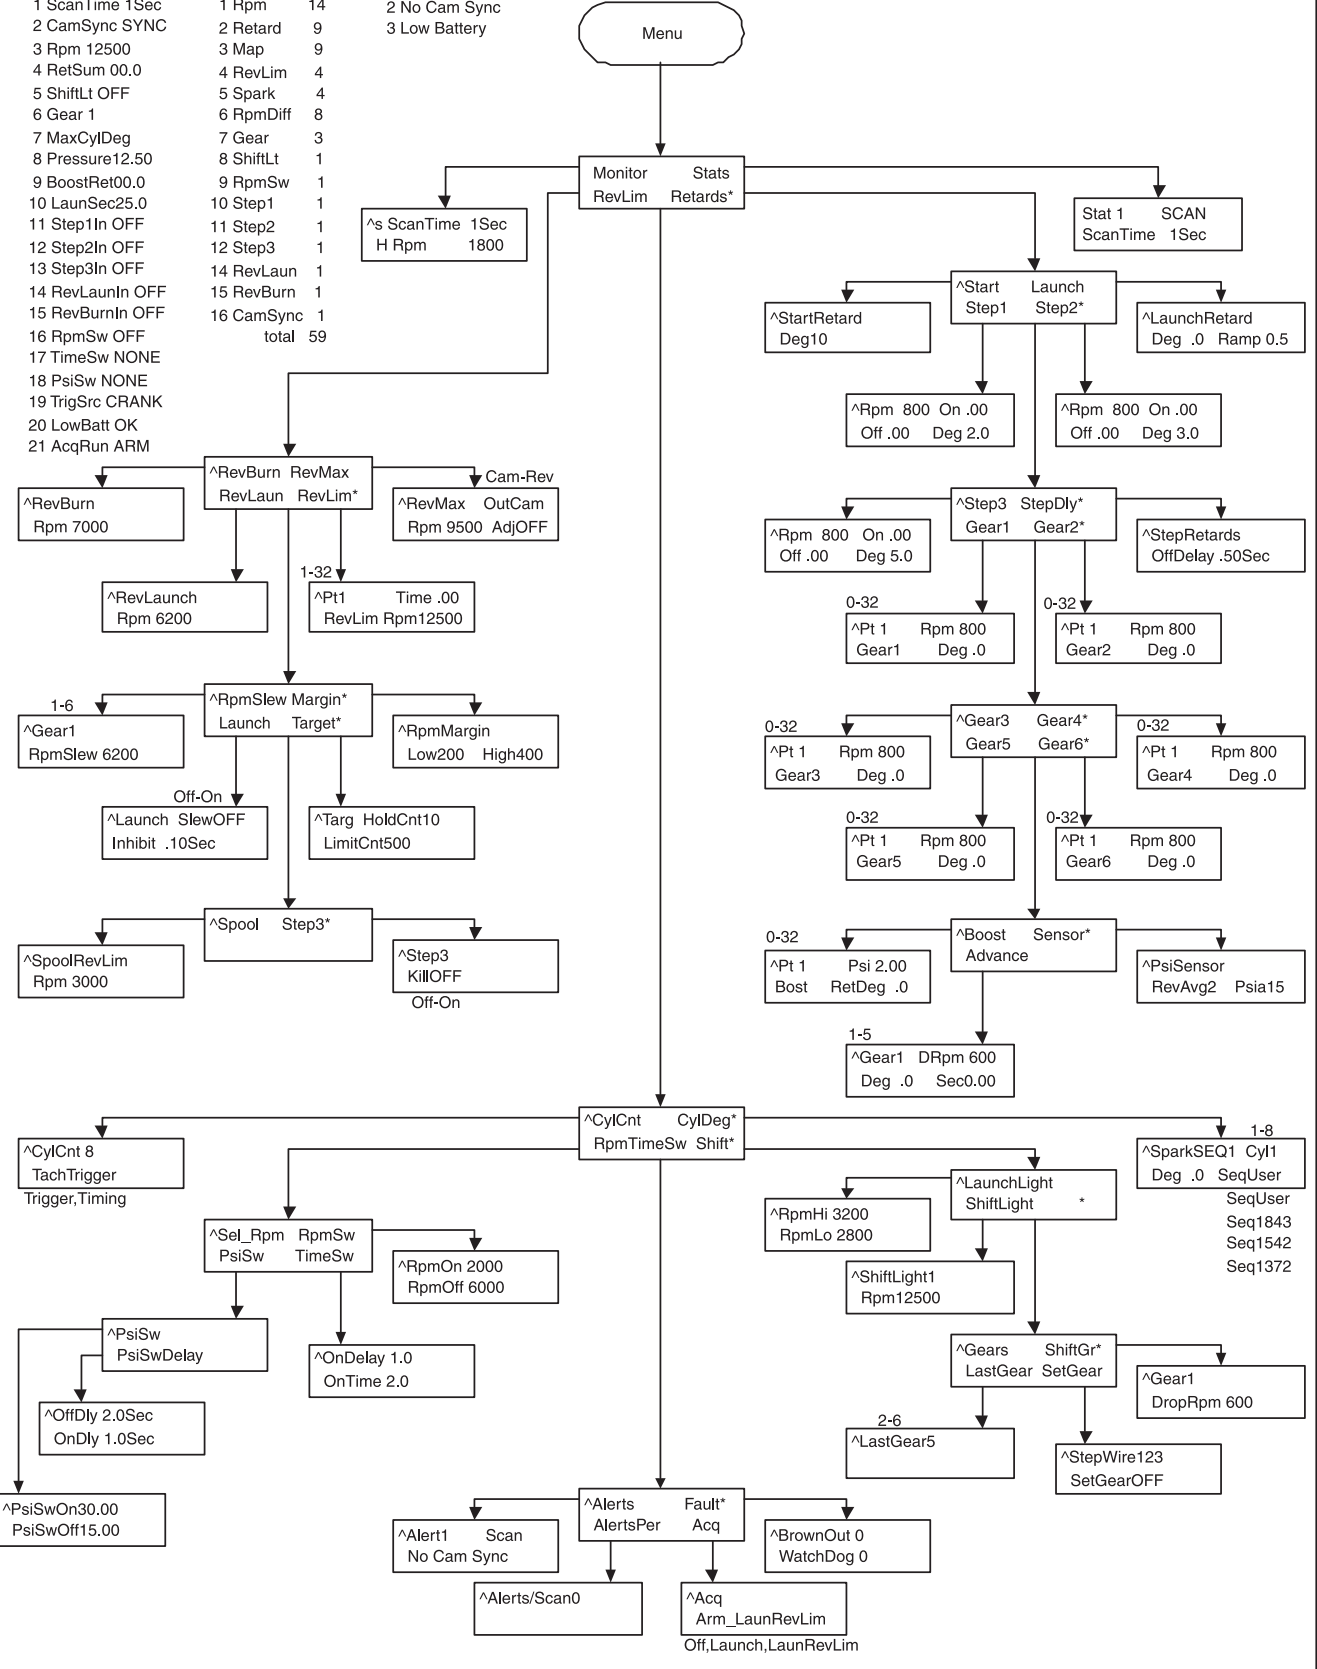 1 ScanTime 1Sec
2 CamSync SYNC
3 Rpm 12500
4 RetSum 00.0
5 ShiftLt OFF
6 Gear 1
7 MaxCylDeg
8 Pressure12.50
9 BoostRet00.0
10 LaunSec25.0
11 Step1In OFF
12 Step2In OFF
13 Step3In OFF
14 RevLaunIn OFF
15 RevBurnIn OFF
16 RpmSw OFF
17 TimeSw NONE
18 PsiSw NONE
19 TrigSrc CRANK
20 LowBatt OK
21 AcqRun ARM
1 Rpm 14
2 Retard 9
3 Map 9
4 RevLim 4
5 Spark 4
6 RpmDiff 8
7 Gear 3
8 ShiftLt 1
9 RpmSw 1
10 Step1 1
11 Step2 1
12 Step3 1
14 RevLaun 1
15 RevBurn 1
16 CamSync 1
total 59
2 No Cam Sync
3 Low Battery
Menu
Monitor Stats
RevLim Retards*
^s ScanTime 1Sec
H Rpm 1800
Stat 1 SCAN
ScanTime 1Sec
^Start Launch
Step1 Step2*
^StartRetard
Deg10
^LaunchRetard
Deg .0 Ramp 0.5
^Rpm 800 On .00
Off .00 Deg 2.0
^Rpm 800 On .00
Off .00 Deg 3.0
^RevBurn RevMax
RevLaun RevLim*
^RevBurn
Rpm 7000
Cam-Rev
^RevMax OutCam
Rpm 9500 AdjOFF
^RevLaunch
Rpm 6200
1-32
^Pt1 Time .00
RevLim Rpm12500
^Step3 StepDly*
Gear1 Gear2*
^Rpm 800 On .00
Off .00 Deg 5.0
^StepRetards
OffDelay .50Sec
0-32
^Pt 1 Rpm 800
Gear1 Deg .0
0-32
^Pt 1 Rpm 800
Gear2 Deg .0
^RpmSlew Margin*
Launch Target*
1-6
^Gear1
RpmSlew 6200
^RpmMargin
Low200 High400
Off-On
^Launch SlewOFF
Inhibit .10Sec
^Targ HoldCnt10
LimitCnt500
^Gear3 Gear4*
Gear5 Gear6*
0-32
^Pt 1 Rpm 800
Gear3 Deg .0
0-32
^Pt 1 Rpm 800
Gear4 Deg .0
0-32
^Pt 1 Rpm 800
Gear5 Deg .0
0-32
^Pt 1 Rpm 800
Gear6 Deg .0
^Spool Step3*
^SpoolRevLim
Rpm 3000
^Step3
KillOFF
Off-On
^Boost Sensor*
Advance
0-32
^Pt 1 Psi 2.00
Bost RetDeg .0
^PsiSensor
RevAvg2 Psia15
1-5
^Gear1 DRpm 600
Deg .0 Sec0.00
^CylCnt CylDeg*
RpmTimeSw Shift*
^CylCnt 8
TachTrigger
Trigger,Timing
1-8
^SparkSEQ1 Cyl1
Deg .0 SeqUser
SeqUser
Seq1843
Seq1542
Seq1372
^Sel_Rpm RpmSw
PsiSw TimeSw
^RpmOn 2000
RpmOff 6000
^PsiSw
PsiSwDelay
^OnDelay 1.0
OnTime 2.0
^OffDly 2.0Sec
OnDly 1.0Sec
^PsiSwOn30.00
PsiSwOff15.00
^LaunchLight
ShiftLight *
^RpmHi 3200
RpmLo 2800
^ShiftLight1
Rpm12500
^Gears ShiftGr*
LastGear SetGear
^Gear1
DropRpm 600
2-6
^LastGear5
^StepWire123
SetGearOFF
^Alerts Fault*
AlertsPer Acq
^Alert1 Scan
No Cam Sync
^BrownOut 0
WatchDog 0
^Alerts/Scan0
^Acq
Arm_LaunRevLim
Off,Launch,LaunRevLim